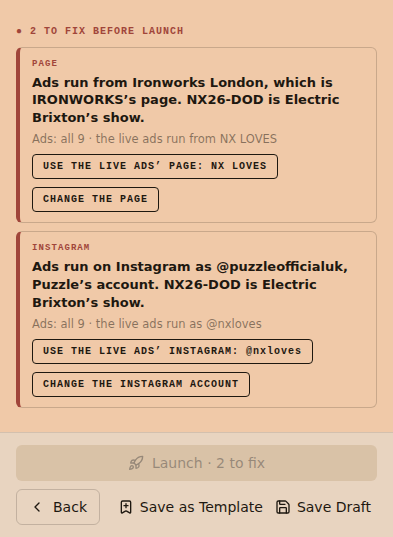 • 2 TO FIX BEFORE LAUNCH
PAGE
Ads run from Ironworks London, which is
IRONWORKS’s page. NX26-DOD is Electric
Brixton’s show.
Ads: all 9 · the live ads run from NX LOVES
USE THE LIVE ADS’ PAGE: NX LOVES
CHANGE THE PAGE
INSTAGRAM
Ads run on Instagram as @puzzleofficialuk,
Puzzle’s account. NX26-DOD is Electric
Brixton’s show.
Ads: all 9 · the live ads run as @nxloves
USE THE LIVE ADS’ INSTAGRAM: @nxloves
CHANGE THE INSTAGRAM ACCOUNT
Launch · 2 to fix
Back Save as Template Save Draft